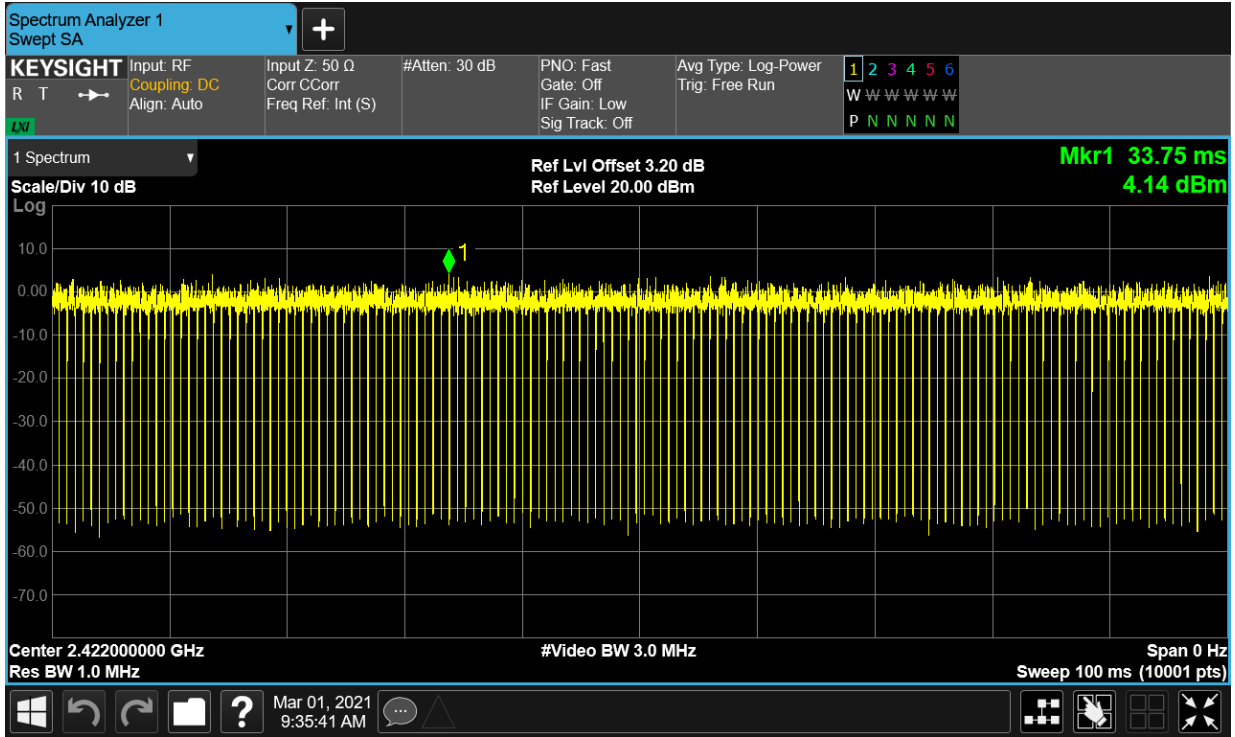 Spectrum Analyzer 1
Swept SA
+
KEYSIGHT
R T
LXI
Input: RF
Coupling: DC
Align: Auto
Input Z: 50 Ω
Corr CCorr
Freq Ref: Int (S)
#Atten: 30 dB
PNO: Fast
Gate: Off
IF Gain: Low
Sig Track: Off
Avg Type: Log-Power
Trig: Free Run
1 2 3 4 5 6
W W W W W W
P N N N N N
1 Spectrum
Scale/Div 10 dB
Log
Ref Lvl Offset 3.20 dB
Ref Level 20.00 dBm
Mkr1 33.75 ms
4.14 dBm
1
10.0
0.00
-10.0
-20.0
-30.0
-40.0
-50.0
-60.0
-70.0
Center 2.422000000 GHz
#Video BW 3.0 MHz
Span 0 Hz
Res BW 1.0 MHz
Sweep 100 ms (10001 pts)
?
Mar 01, 2021
9:35:41 AM